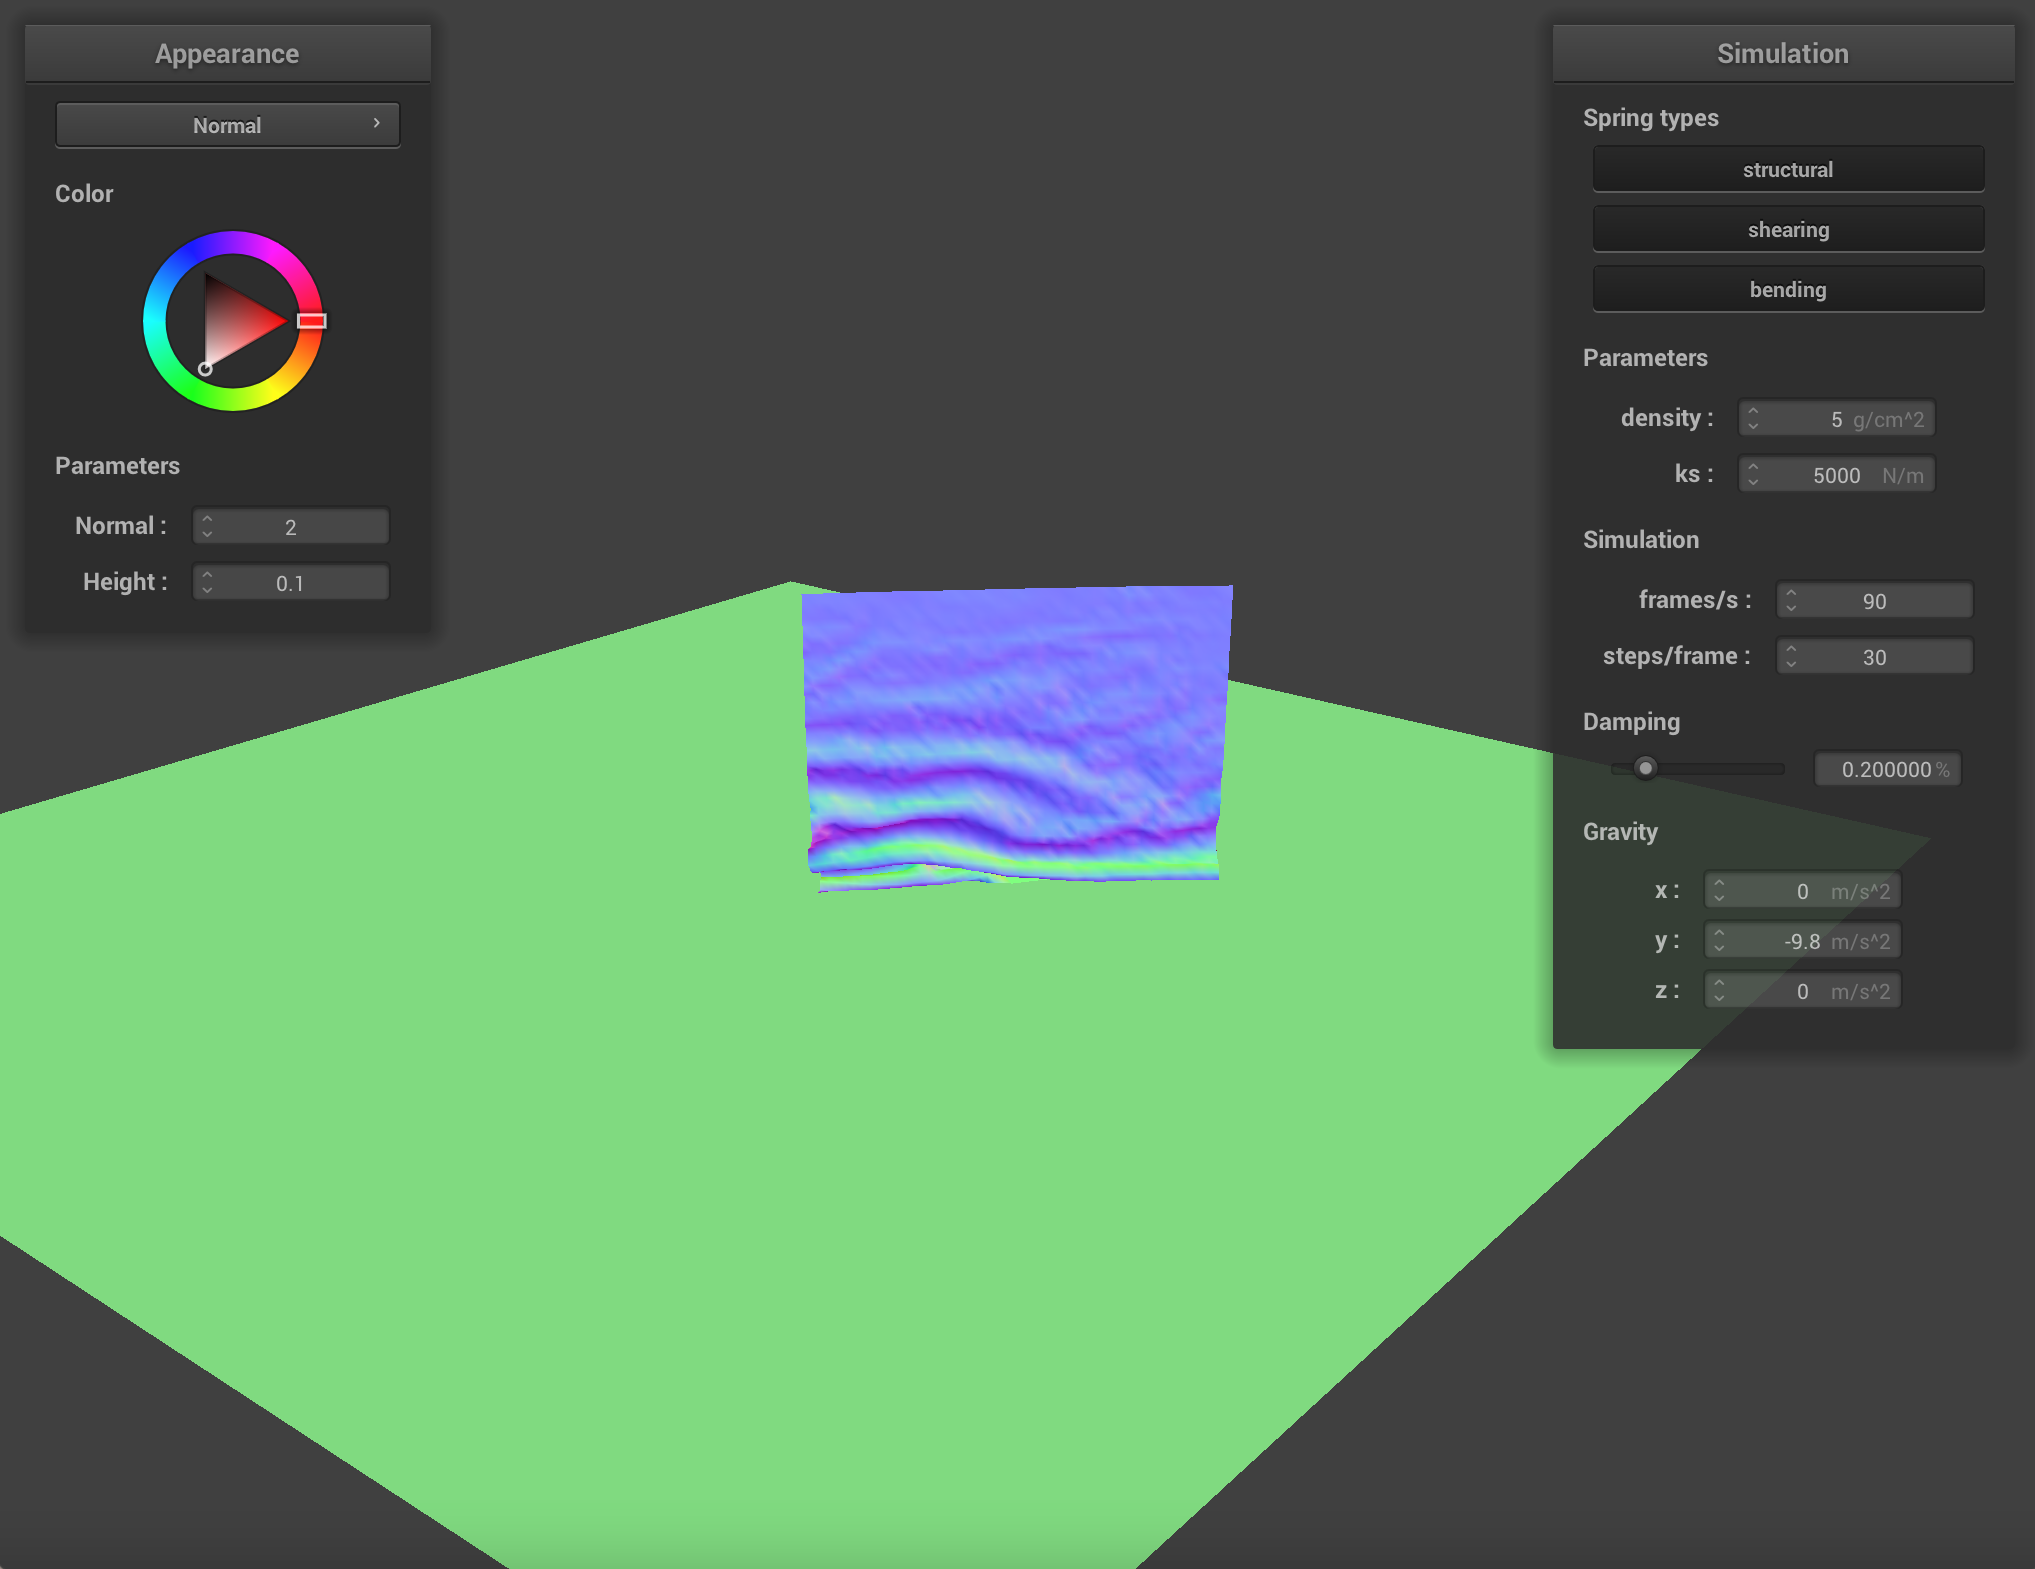 Appearance
Normal
Color
Parameters
Normal : 2
Height : 0.1
Simulation
Spring types
structural
shearing
bending
Parameters
density : 5 g/cm^2
ks : 5000 N/m
Simulation
frames/s : 90
steps/frame : 30
Damping
0.200000 %
Gravity
x : 0 m/s^2
y : -9.8 m/s^2
z : 0 m/s^2